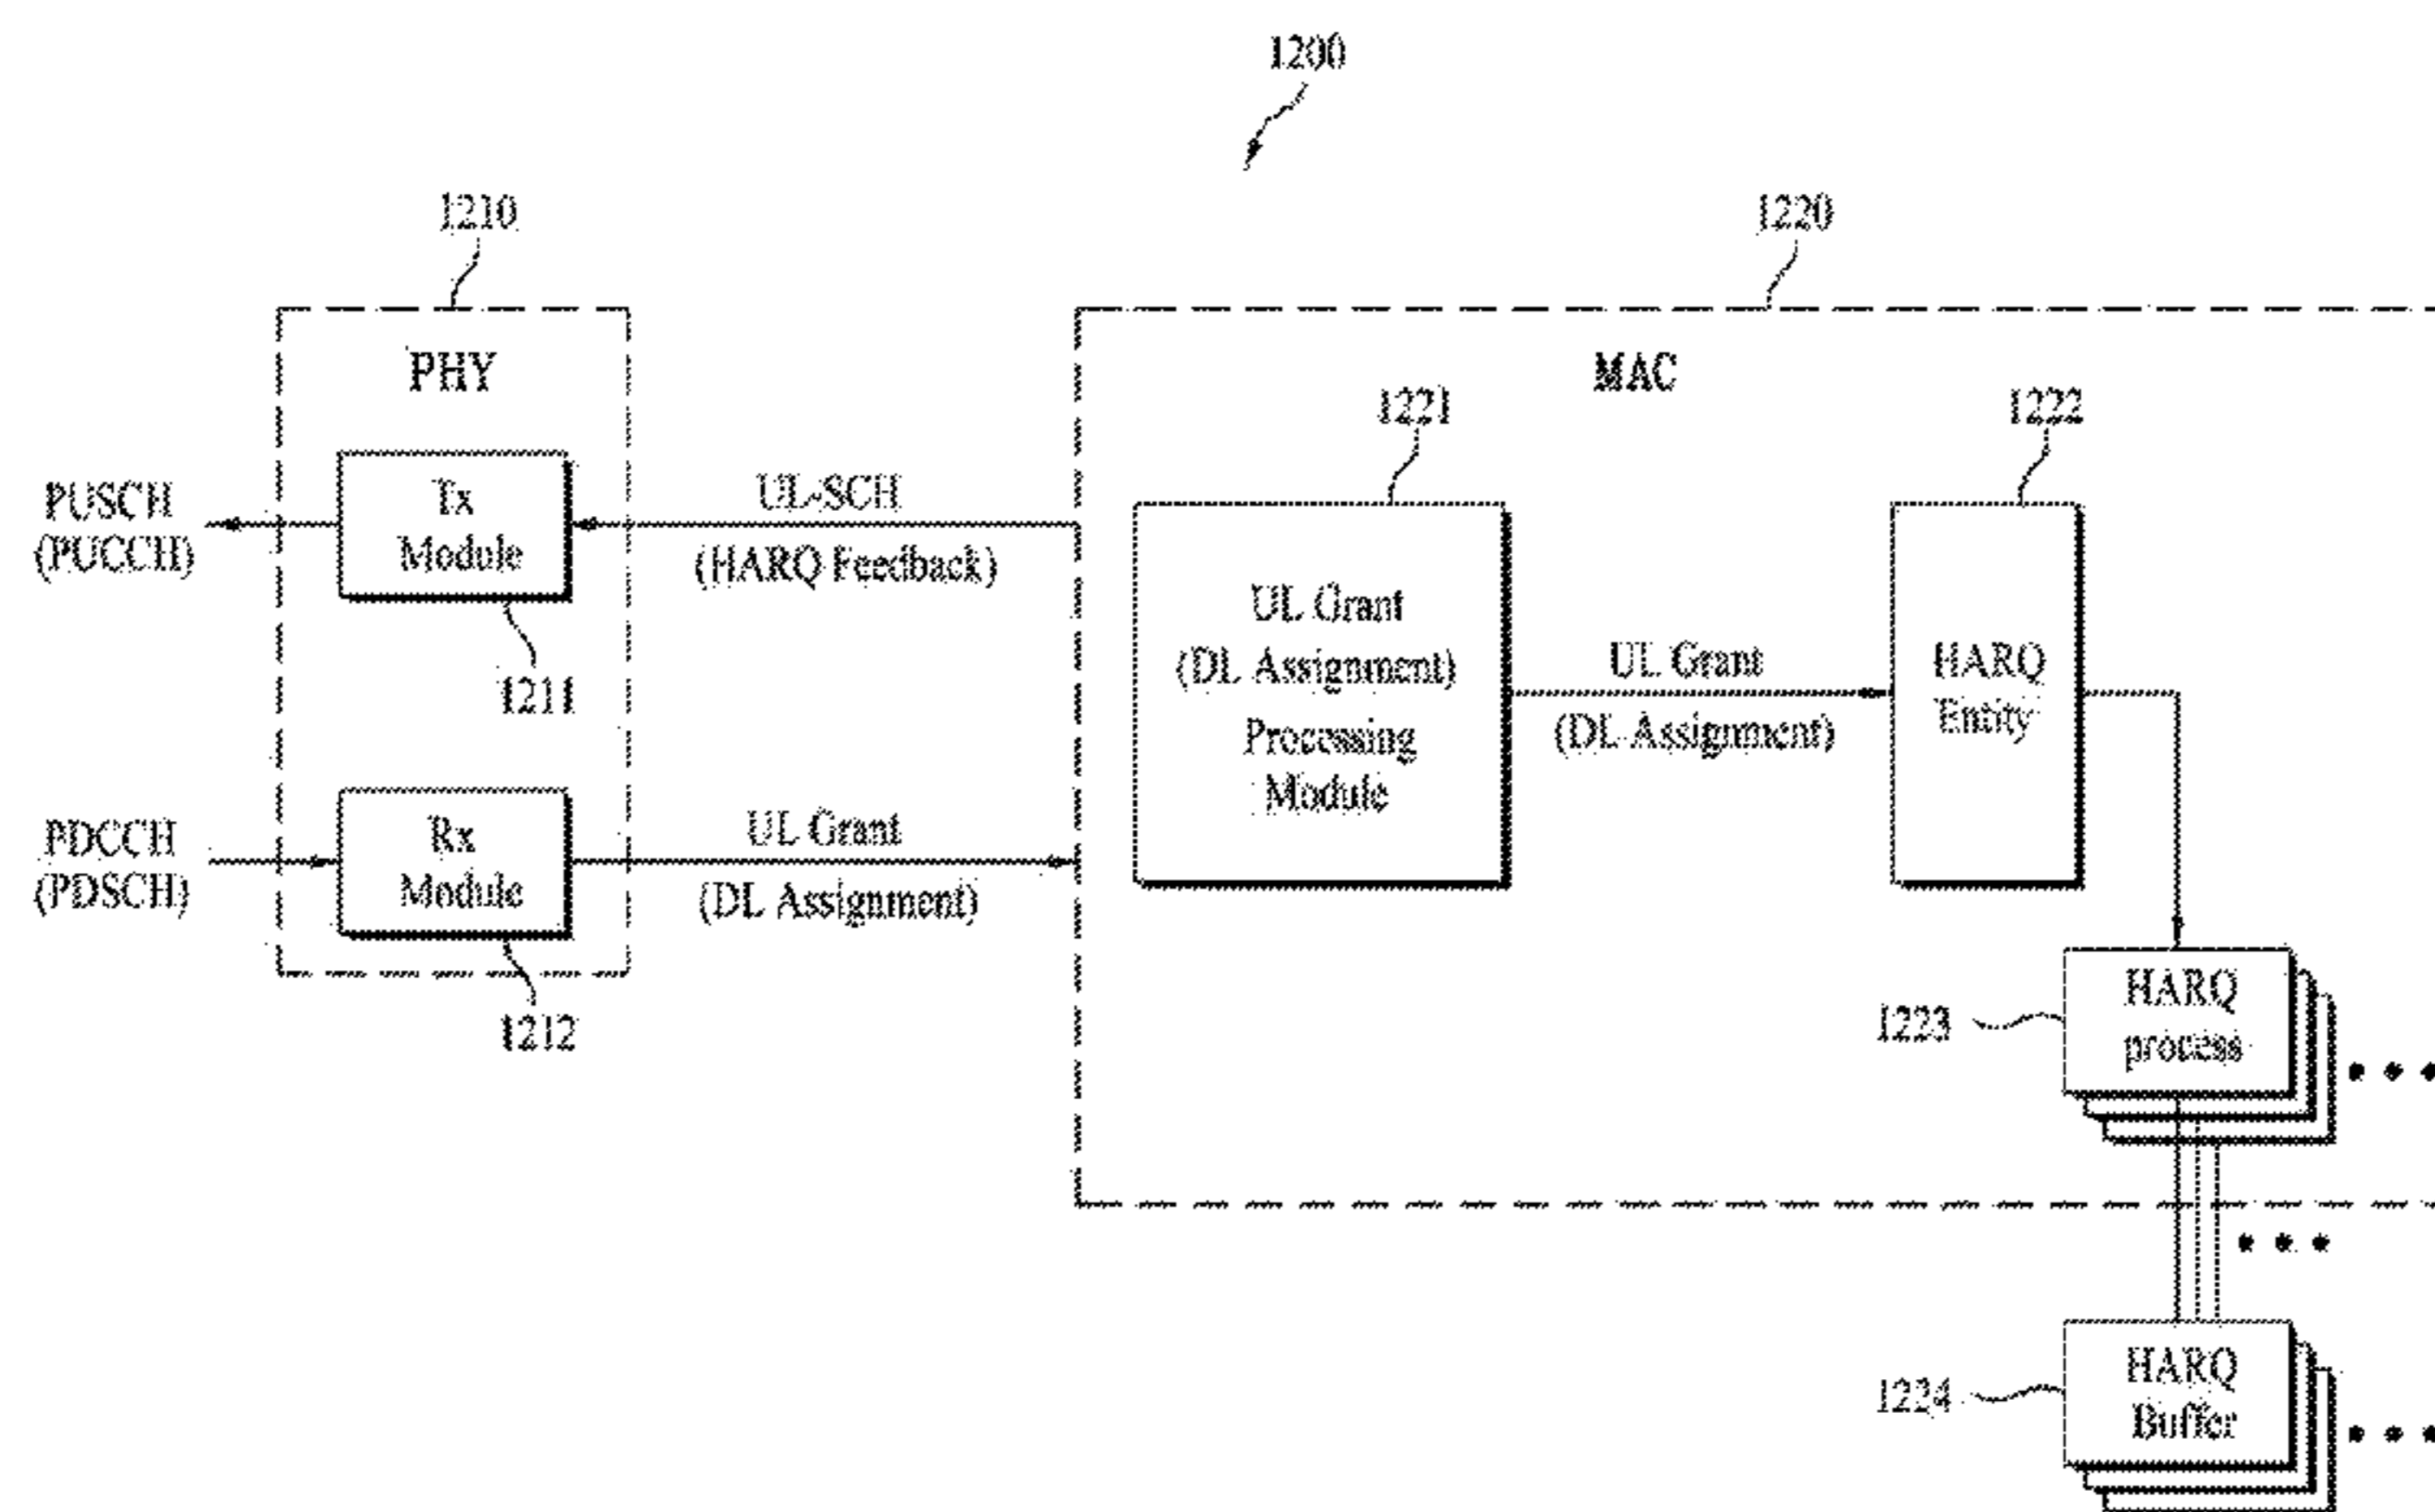 1200
1210
1220
PHY
MAC
1221
1222
PUSCH
(PUCCH)
Tx
Module
UL-SCH
(HARQ Feedback)
1211
UL Grant
(DL Assignment)
Processing
Module
UL Grant
(DL Assignment)
HARQ
Entity
PDCCH
(PDSCH)
Rx
Module
UL Grant
(DL Assignment)
1212
1223
HARQ
process
1224
HARQ
Buffer